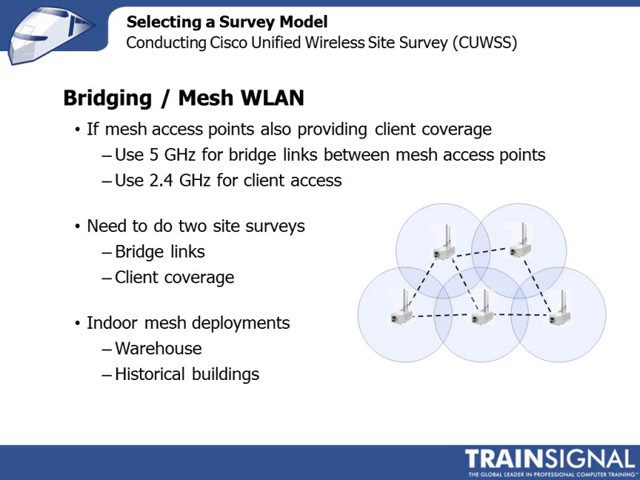 Selecting a Survey Model
Conducting Cisco Unified Wireless Site Survey (CUWSS)
Bridging / Mesh WLAN
• If mesh access points also providing client coverage
– Use 5 GHz for bridge links between mesh access points
– Use 2.4 GHz for client access
• Need to do two site surveys
– Bridge links
– Client coverage
• Indoor mesh deployments
– Warehouse
– Historical buildings
TRAINSIGNAL
THE GLOBAL LEADER IN PROFESSIONAL COMPUTER TRAINING